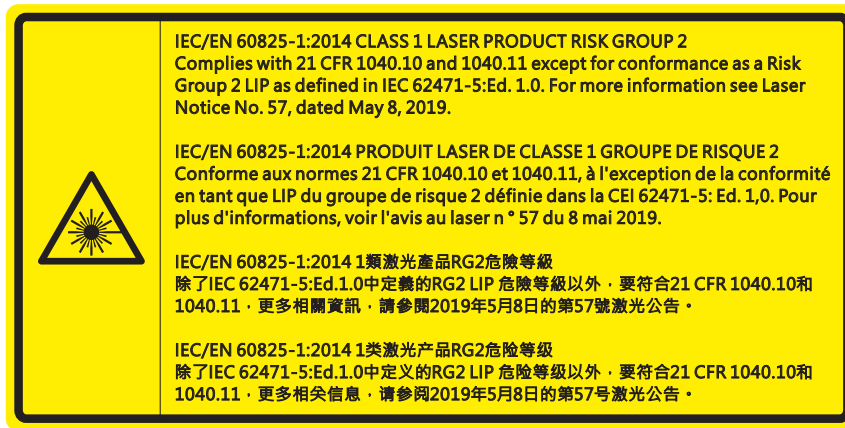 IEC/EN 60825-1:2014 CLASS 1 LASER PRODUCT RISK GROUP 2
Complies with 21 CFR 1040.10 and 1040.11 except for conformance as a Risk
Group 2 LIP as defined in IEC 62471-5:Ed. 1.0. For more information see Laser
Notice No. 57, dated May 8, 2019.
IEC/EN 60825-1:2014 PRODUIT LASER DE CLASSE 1 GROUPE DE RISQUE 2
Conforme aux normes 21 CFR 1040.10 et 1040.11, à l'exception de la conformité
en tant que LIP du groupe de risque 2 définie dans la CEI 62471-5: Ed. 1,0. Pour
plus d'informations, voir l'avis au laser n ° 57 du 8 mai 2019.
IEC/EN 60825-1:2014 1類激光產品RG2危險等級
除了IEC 62471-5:Ed.1.0中定義的RG2 LIP 危險等級以外，要符合21 CFR 1040.10和
1040.11，更多相關資訊，請參閱2019年5月8日的第57號激光公告。
IEC/EN 60825-1:2014 1类激光产品RG2危险等级
除了IEC 62471-5:Ed.1.0中定义的RG2 LIP 危险等级以外，要符合21 CFR 1040.10和
1040.11，更多相关信息，请参阅2019年5月8日的第57号激光公告。